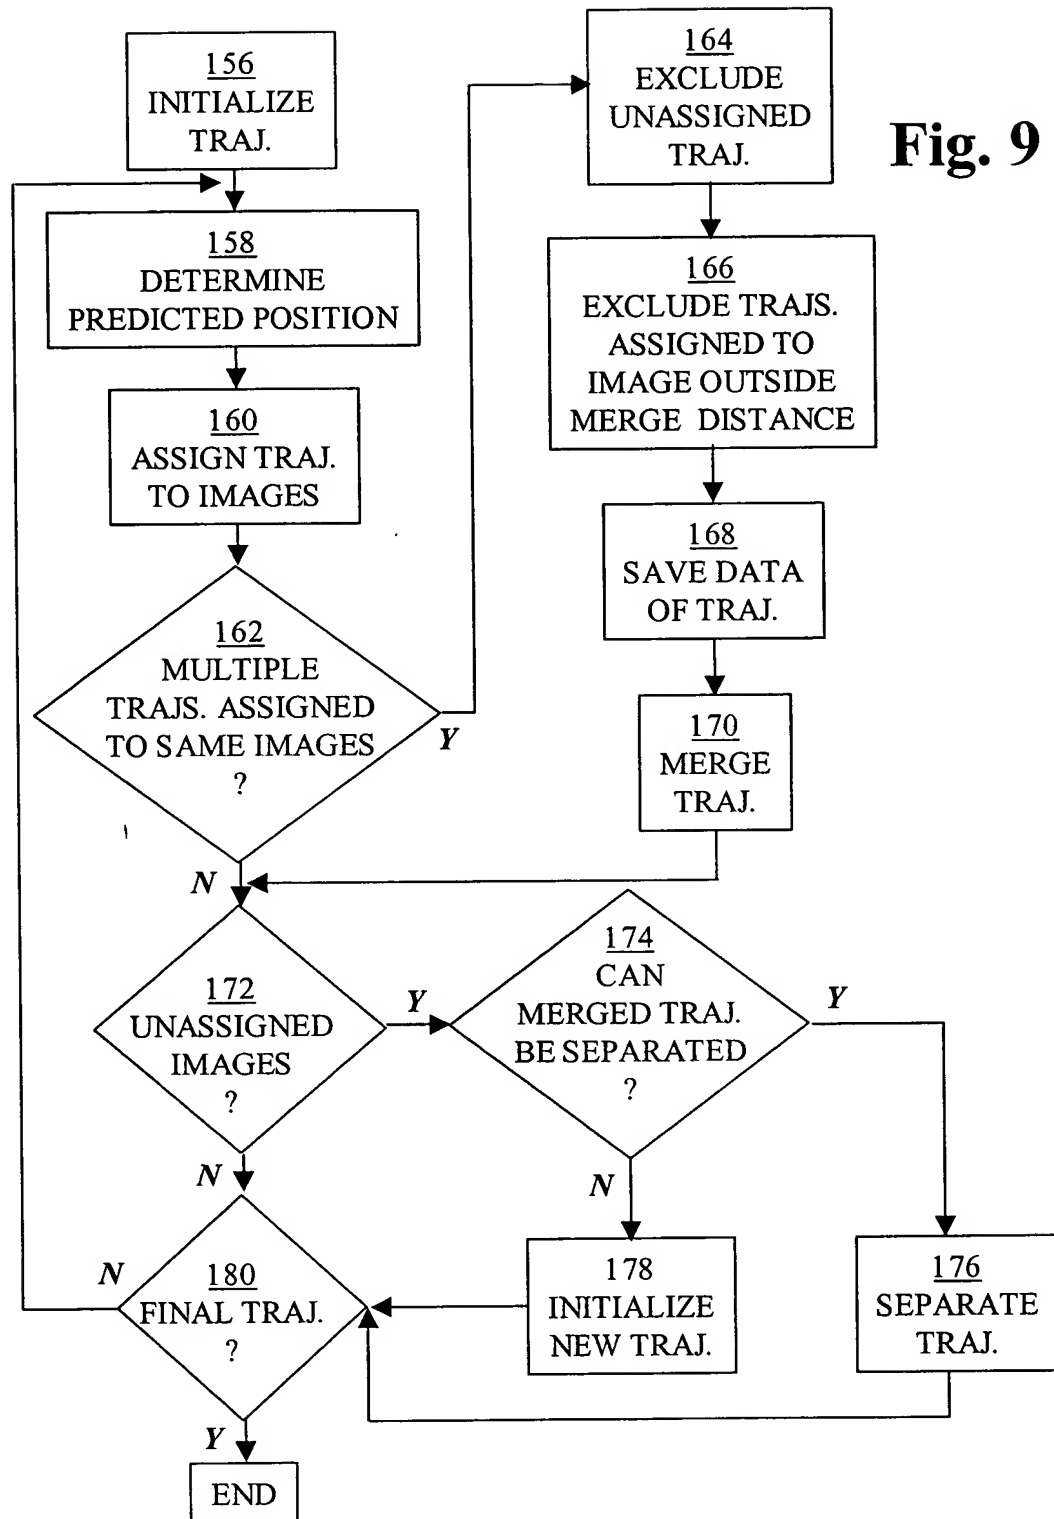 Fig. 9
156
INITIALIZE
TRAJ.
158
DETERMINE
PREDICTED POSITION
160
ASSIGN TRAJ.
TO IMAGES
162
MULTIPLE
TRAJS. ASSIGNED
TO SAME IMAGES
?
Y
N
164
EXCLUDE
UNASSIGNED
TRAJ.
166
EXCLUDE TRAJS.
ASSIGNED TO
IMAGE OUTSIDE
MERGE DISTANCE
168
SAVE DATA
OF TRAJ.
170
MERGE
TRAJ.
172
UNASSIGNED
IMAGES
?
Y
N
174
CAN
MERGED TRAJ.
BE SEPARATED
?
Y
N
178
INITIALIZE
NEW TRAJ.
176
SEPARATE
TRAJ.
180
FINAL TRAJ.
?
N
Y
END